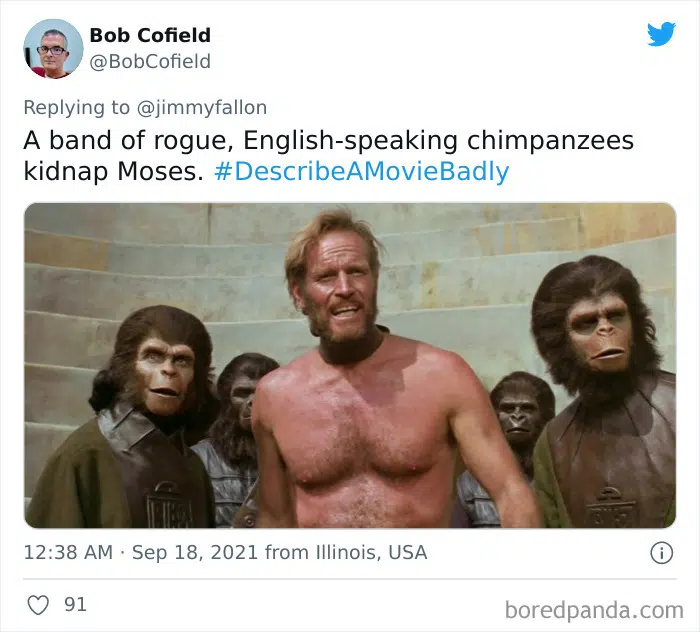 Bob Cofield
@BobCofield
Replying to @jimmyfallon
A band of rogue, English-speaking chimpanzees
kidnap Moses. #DescribeAMovieBadly
12:38 AM · Sep 18, 2021 from Illinois, USA
91
boredpanda.com